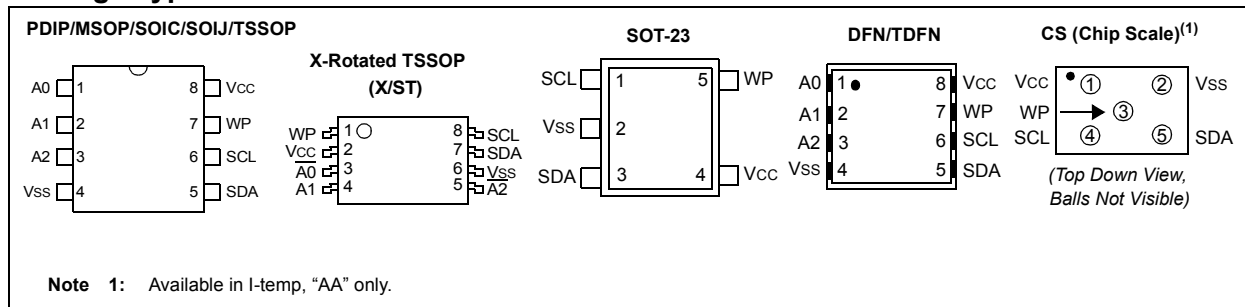 PDIP/MSOP/SOIC/SOIJ/TSSOP
A0 1 8 VCC
A1 2 7 WP
A2 3 6 SCL
VSS 4 5 SDA
X-Rotated TSSOP
(X/ST)
WP 1 8 SCL
VCC 2 7 SDA
A0 3 6 VSS
A1 4 5 A2
SOT-23
SCL 1 5 WP
VSS 2
SDA 3 4 VCC
DFN/TDFN
A0 1 8 VCC
A1 2 7 WP
A2 3 6 SCL
VSS 4 5 SDA
CS (Chip Scale)(1)
VCC 1 2 VSS
WP 3
SCL 4 5 SDA
(Top Down View,
Balls Not Visible)
Note 1: Available in I-temp, “AA” only.